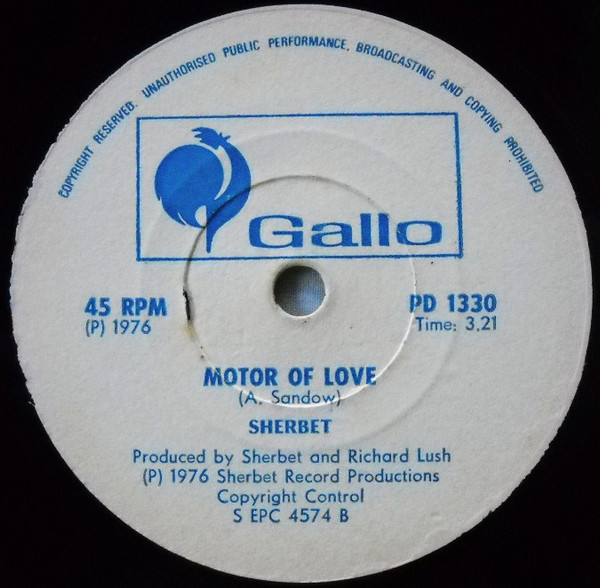 COPYRIGHT RESERVED. UNAUTHORISED PUBLIC PERFORMANCE, BROADCASTING AND COPYING PROHIBITED
Gallo
45 RPM
(P) 1976
PD 1330
Time: 3.21
MOTOR OF LOVE
(A. Sandow)
SHERBET
Produced by Sherbet and Richard Lush
(P) 1976 Sherbet Record Productions
Copyright Control
S EPC 4574 B